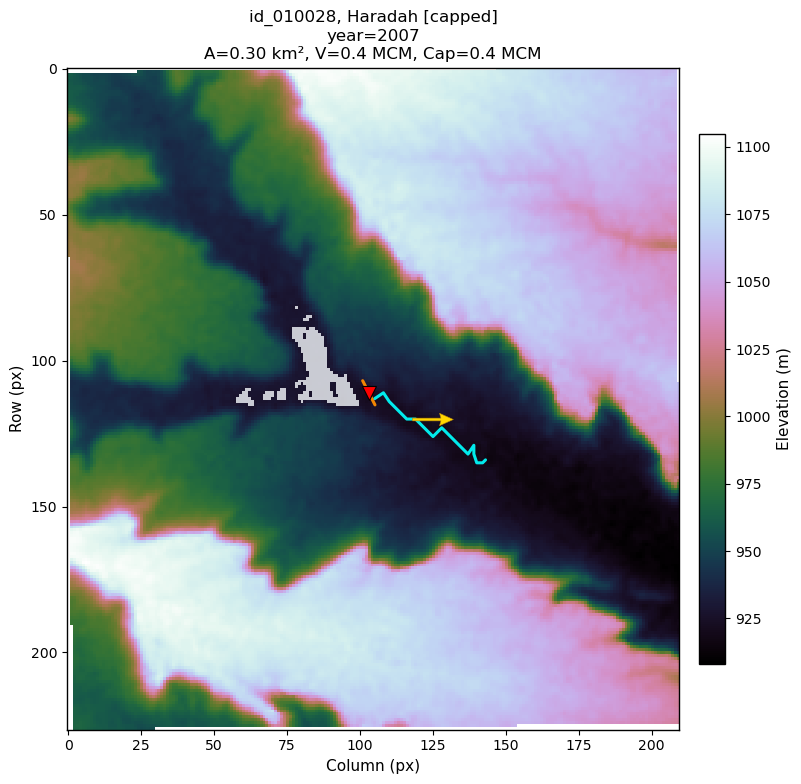 id_010028, Haradah [capped]
year=2007
A=0.30 km², V=0.4 MCM, Cap=0.4 MCM
0
50
100
150
200
Row (px)
0 25 50 75 100 125 150 175 200
Column (px)
1100
1075
1050
1025
1000
975
950
925
Elevation (m)